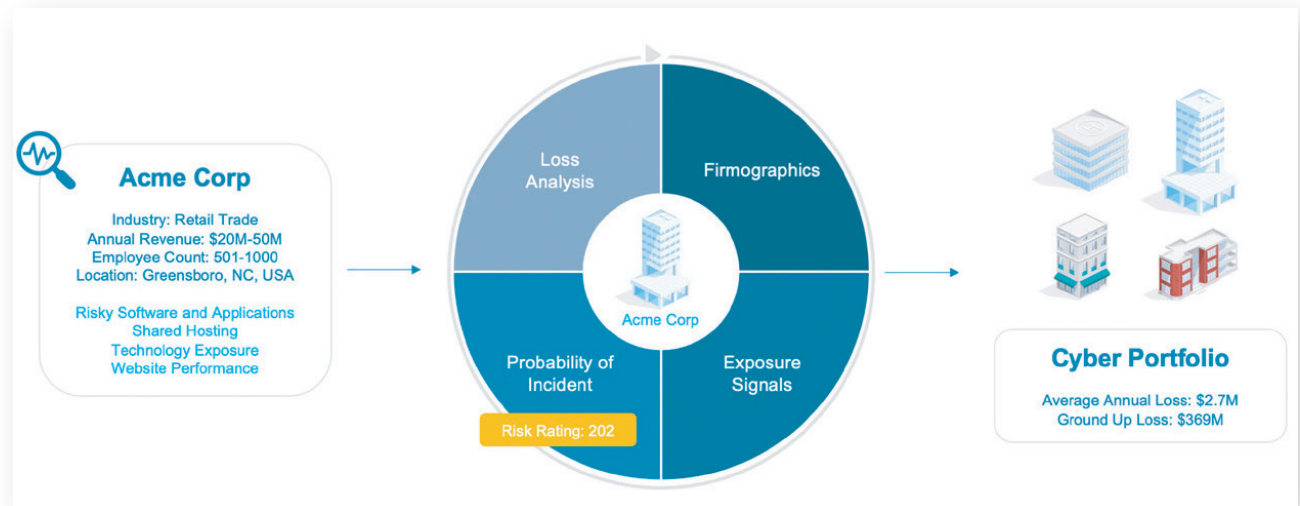 Acme Corp
Industry: Retail Trade
Annual Revenue: $20M-50M
Employee Count: 501-1000
Location: Greensboro, NC, USA
Risky Software and Applications
Shared Hosting
Technology Exposure
Website Performance
Loss
Analysis
Firmographics
Acme Corp
Probability of
Incident
Risk Rating: 202
Exposure
Signals
Cyber Portfolio
Average Annual Loss: $2.7M
Ground Up Loss: $369M